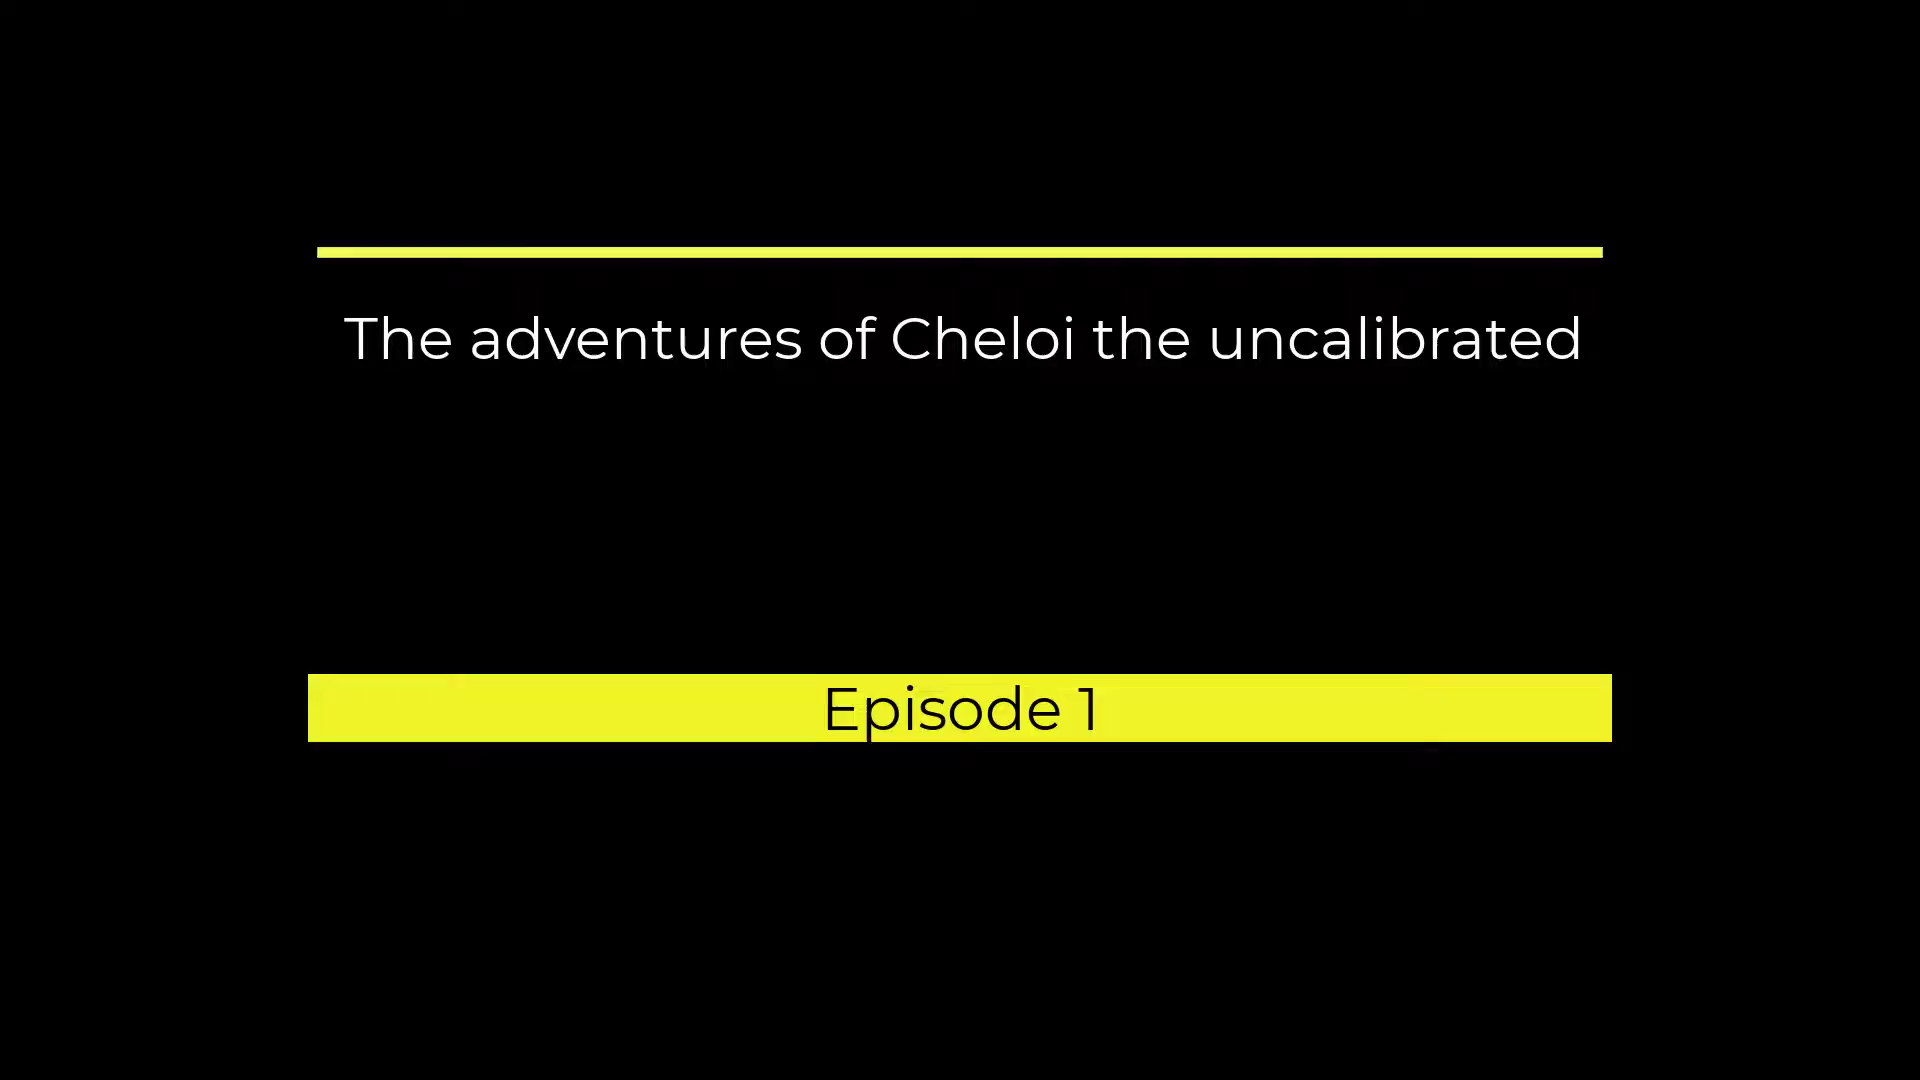 The adventures of Cheloi the uncalibrated
Episode 1